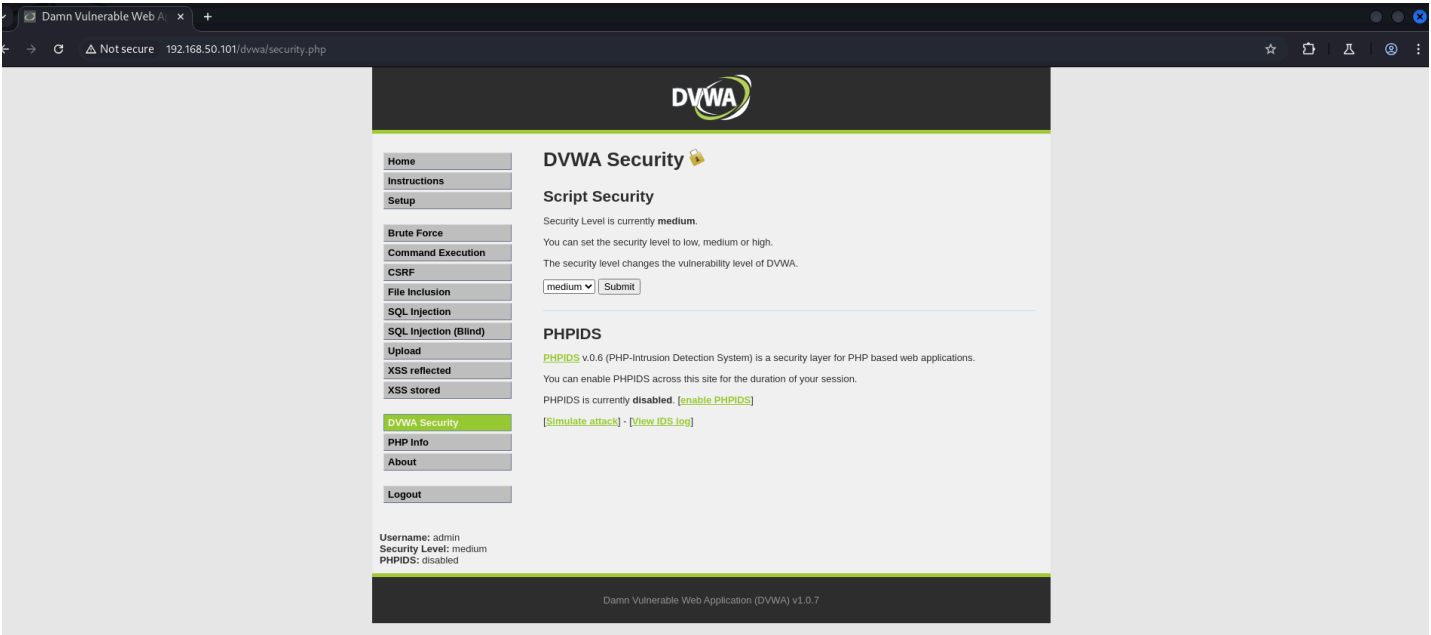 Damn Vulnerable Web A
Not secure 192.168.50.101/dvwa/security.php
DVWA
Home
Instructions
Setup
Brute Force
Command Execution
CSRF
File Inclusion
SQL Injection
SQL Injection (Blind)
Upload
XSS reflected
XSS stored
DVWA Security
PHP Info
About
Logout
Username: admin
Security Level: medium
PHPIDS: disabled
DVWA Security
Script Security
Security Level is currently medium.
You can set the security level to low, medium or high.
The security level changes the vulnerability level of DVWA.
medium Submit
PHPIDS
PHPIDS v.0.6 (PHP-Intrusion Detection System) is a security layer for PHP based web applications.
You can enable PHPIDS across this site for the duration of your session.
PHPIDS is currently disabled. [enable PHPIDS]
[Simulate attack] - [View IDS log]
Damn Vulnerable Web Application (DVWA) v1.0.7